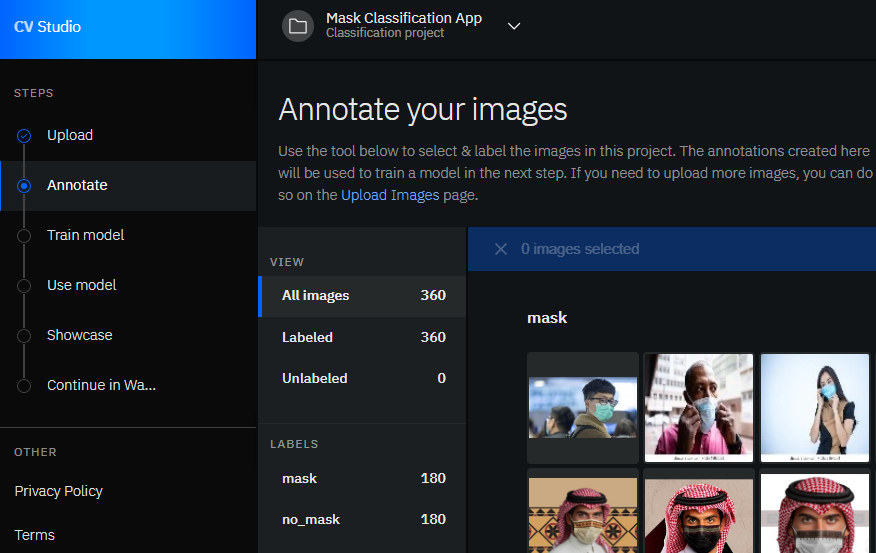 CV Studio
Mask Classification App
Classification project
STEPS
Upload
Annotate
Train model
Use model
Showcase
Continue in Wa...
OTHER
Privacy Policy
Terms
Annotate your images
Use the tool below to select & label the images in this project. The annotations created here
will be used to train a model in the next step. If you need to upload more images, you can do
so on the Upload Images page.
VIEW
All images 360
Labeled 360
Unlabeled 0
LABELS
mask 180
no_mask 180
0 images selected
mask